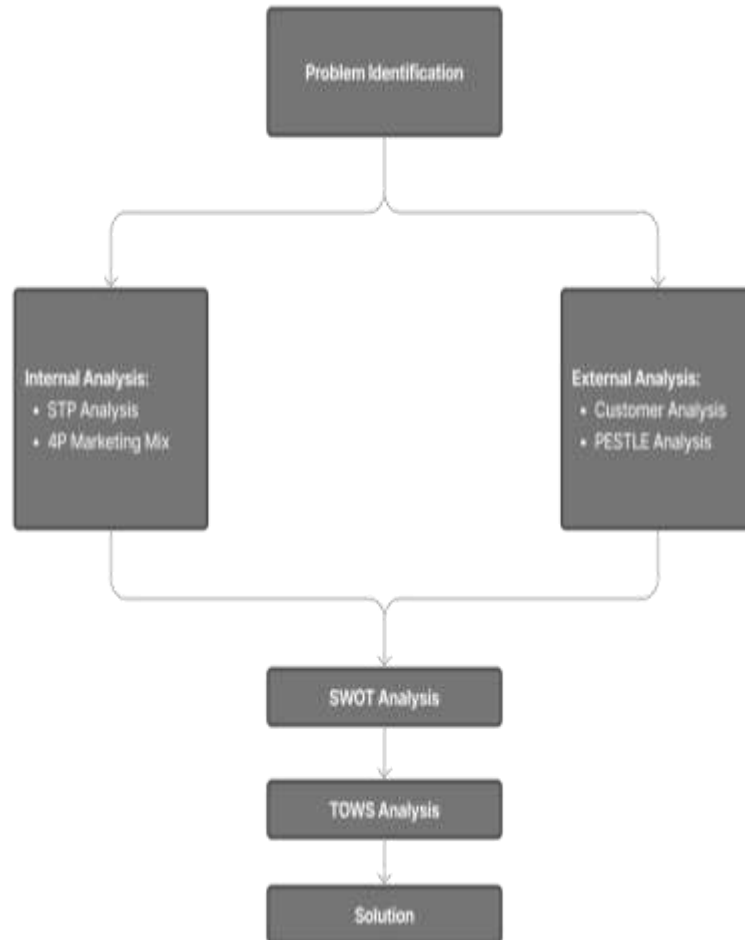 Problem Identification
Internal Analysis:
• STP Analysis
• 4P Marketing Mix
External Analysis:
• Customer Analysis
• PESTLE Analysis
SWOT Analysis
TOWS Analysis
Solution